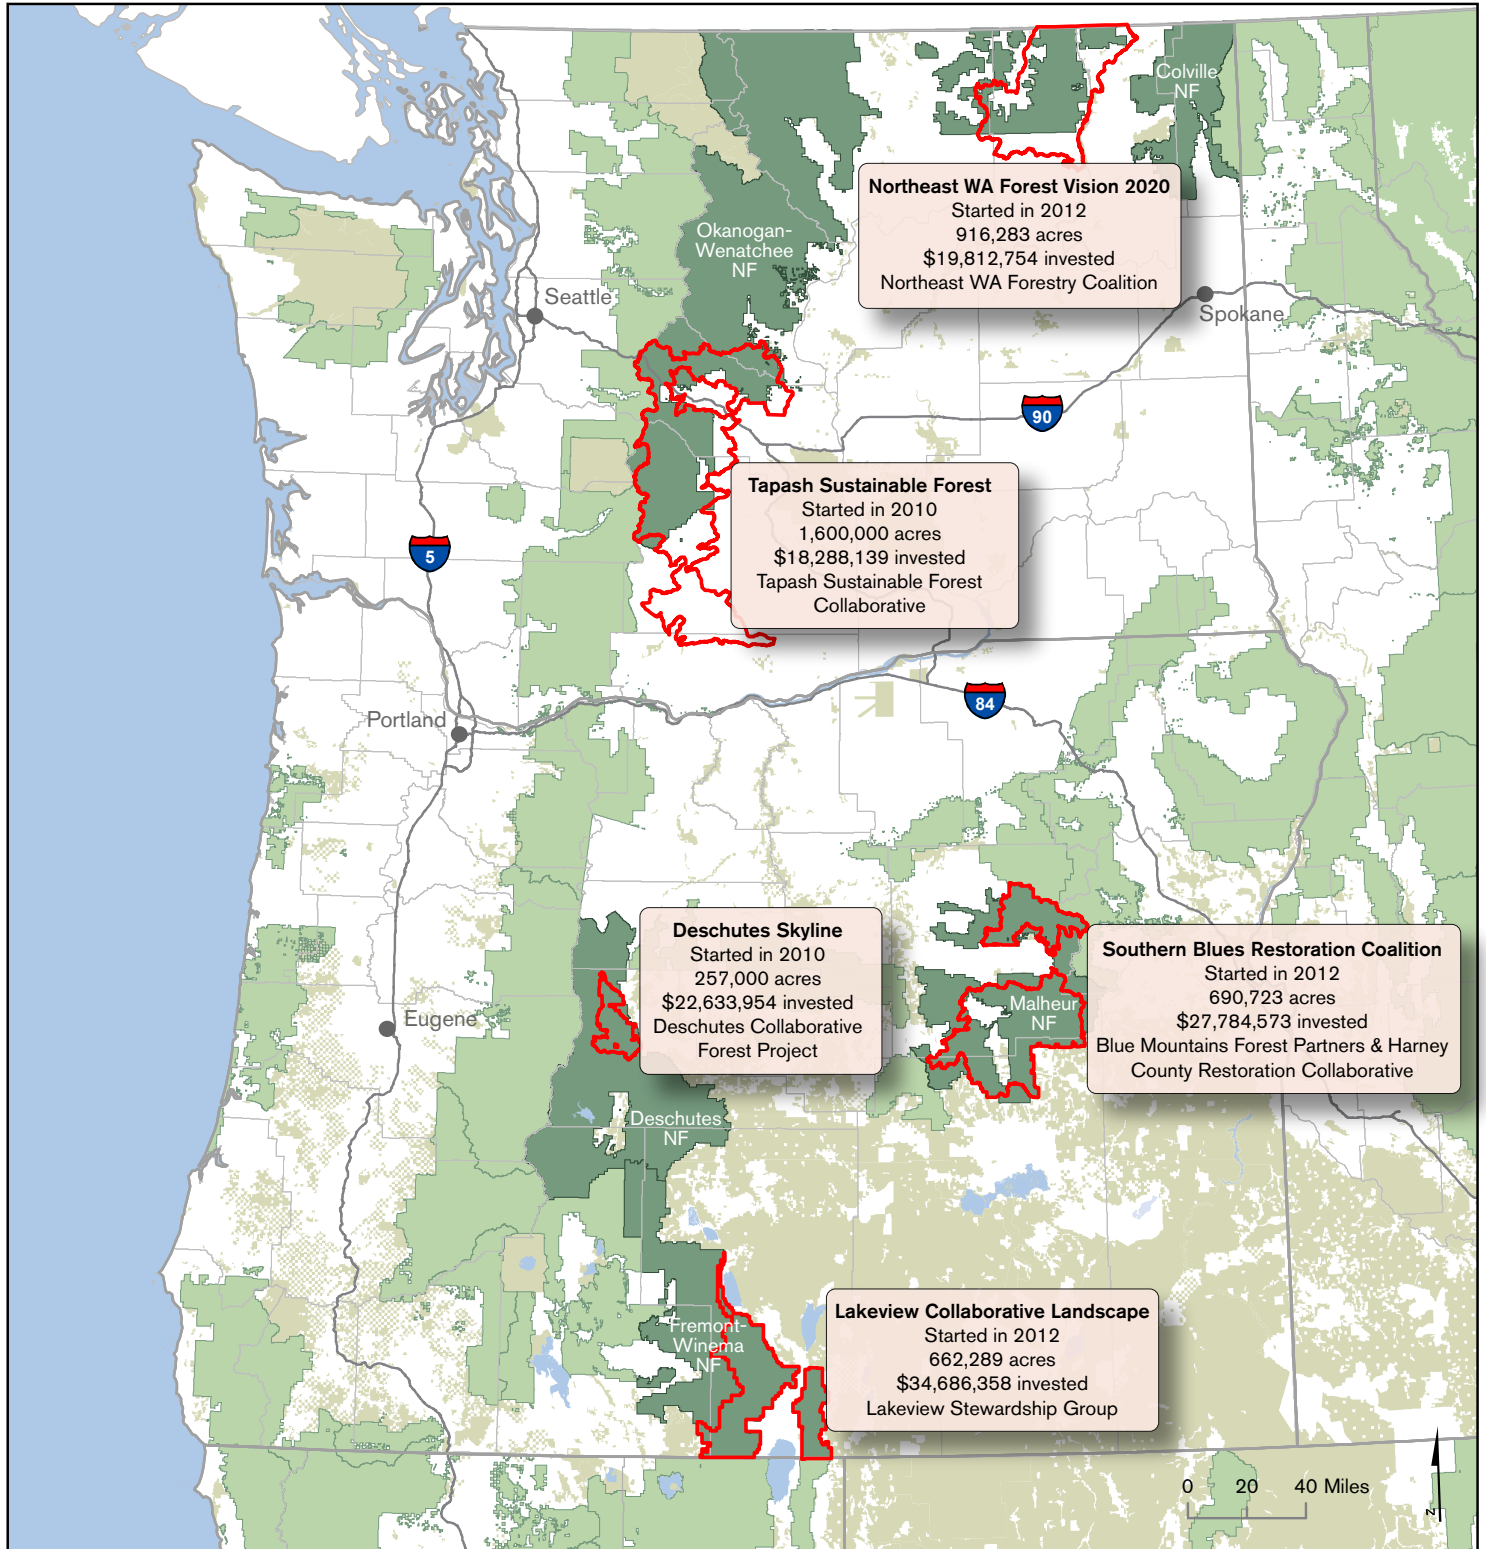 Colville
NF
Northeast WA Forest Vision 2020
Started in 2012
916,283 acres
$19,812,754 invested
Northeast WA Forestry Coalition
Okanogan-
Wenatchee
NF
Seattle
Spokane
90
Tapash Sustainable Forest
Started in 2010
1,600,000 acres
$18,288,139 invested
Tapash Sustainable Forest
Collaborative
5
84
Portland
Deschutes Skyline
Started in 2010
257,000 acres
$22,633,954 invested
Deschutes Collaborative
Forest Project
Southern Blues Restoration Coalition
Started in 2012
690,723 acres
$27,784,573 invested
Blue Mountains Forest Partners & Harney
County Restoration Collaborative
Malheur
NF
Eugene
Deschutes
NF
Lakeview Collaborative Landscape
Started in 2012
662,289 acres
$34,686,358 invested
Lakeview Stewardship Group
Fremont-
Winema
NF
0 20 40 Miles
N